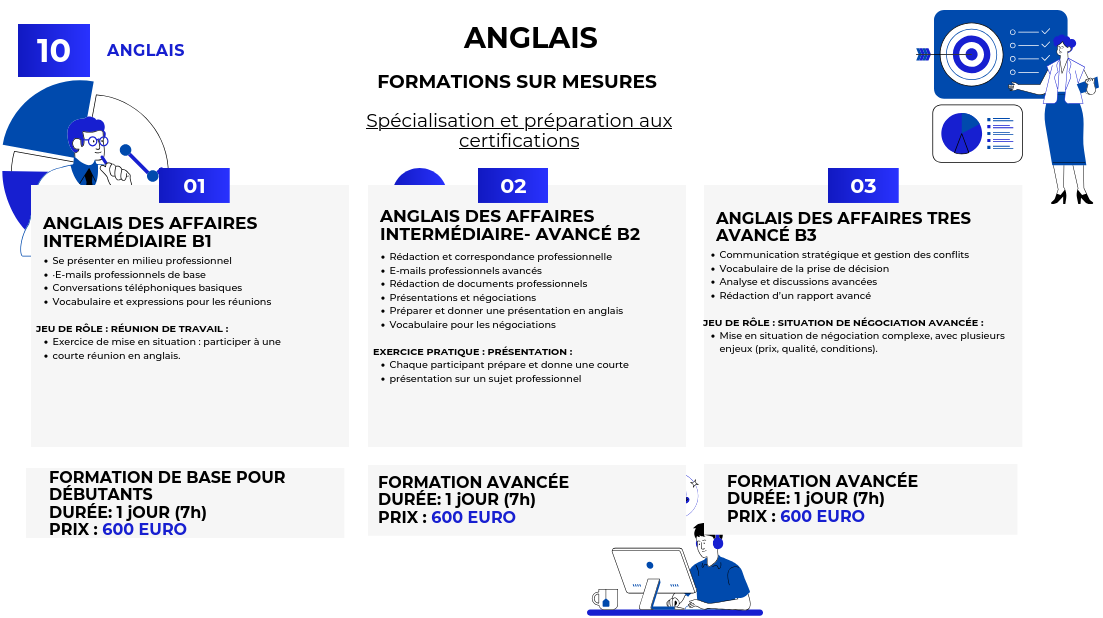 10
ANGLAIS
ANGLAIS
FORMATIONS SUR MESURES
Spécialisation et préparation aux
certifications
01
ANGLAIS DES AFFAIRES
INTERMÉDIAIRE B1
• Se présenter en milieu professionnel
• ·E-mails professionnels de base
• Conversations téléphoniques basiques
• Vocabulaire et expressions pour les réunions
JEU DE RÔLE : RÉUNION DE TRAVAIL :
• Exercice de mise en situation : participer à une
• courte réunion en anglais.
FORMATION DE BASE POUR
DÉBUTANTS
DURÉE: 1 jOUR (7h)
PRIX : 600 EURO
02
ANGLAIS DES AFFAIRES
INTERMÉDIAIRE- AVANCÉ B2
• Rédaction et correspondance professionnelle
• E-mails professionnels avancés
• Rédaction de documents professionnels
• Présentations et négociations
• Préparer et donner une présentation en anglais
• Vocabulaire pour les négociations
EXERCICE PRATIQUE : PRÉSENTATION :
• Chaque participant prépare et donne une courte
• présentation sur un sujet professionnel
FORMATION AVANCÉE
DURÉE: 1 jOUR (7h)
PRIX : 600 EURO
03
ANGLAIS DES AFFAIRES TRES
AVANCÉ B3
• Communication stratégique et gestion des conflits
• Vocabulaire de la prise de décision
• Analyse et discussions avancées
• Rédaction d'un rapport avancé
JEU DE RÔLE : SITUATION DE NÉGOCIATION AVANCÉE :
• Mise en situation de négociation complexe, avec plusieurs
enjeux (prix, qualité, conditions).
FORMATION AVANCÉE
DURÉE: 1 jOUR (7h)
PRIX : 600 EURO